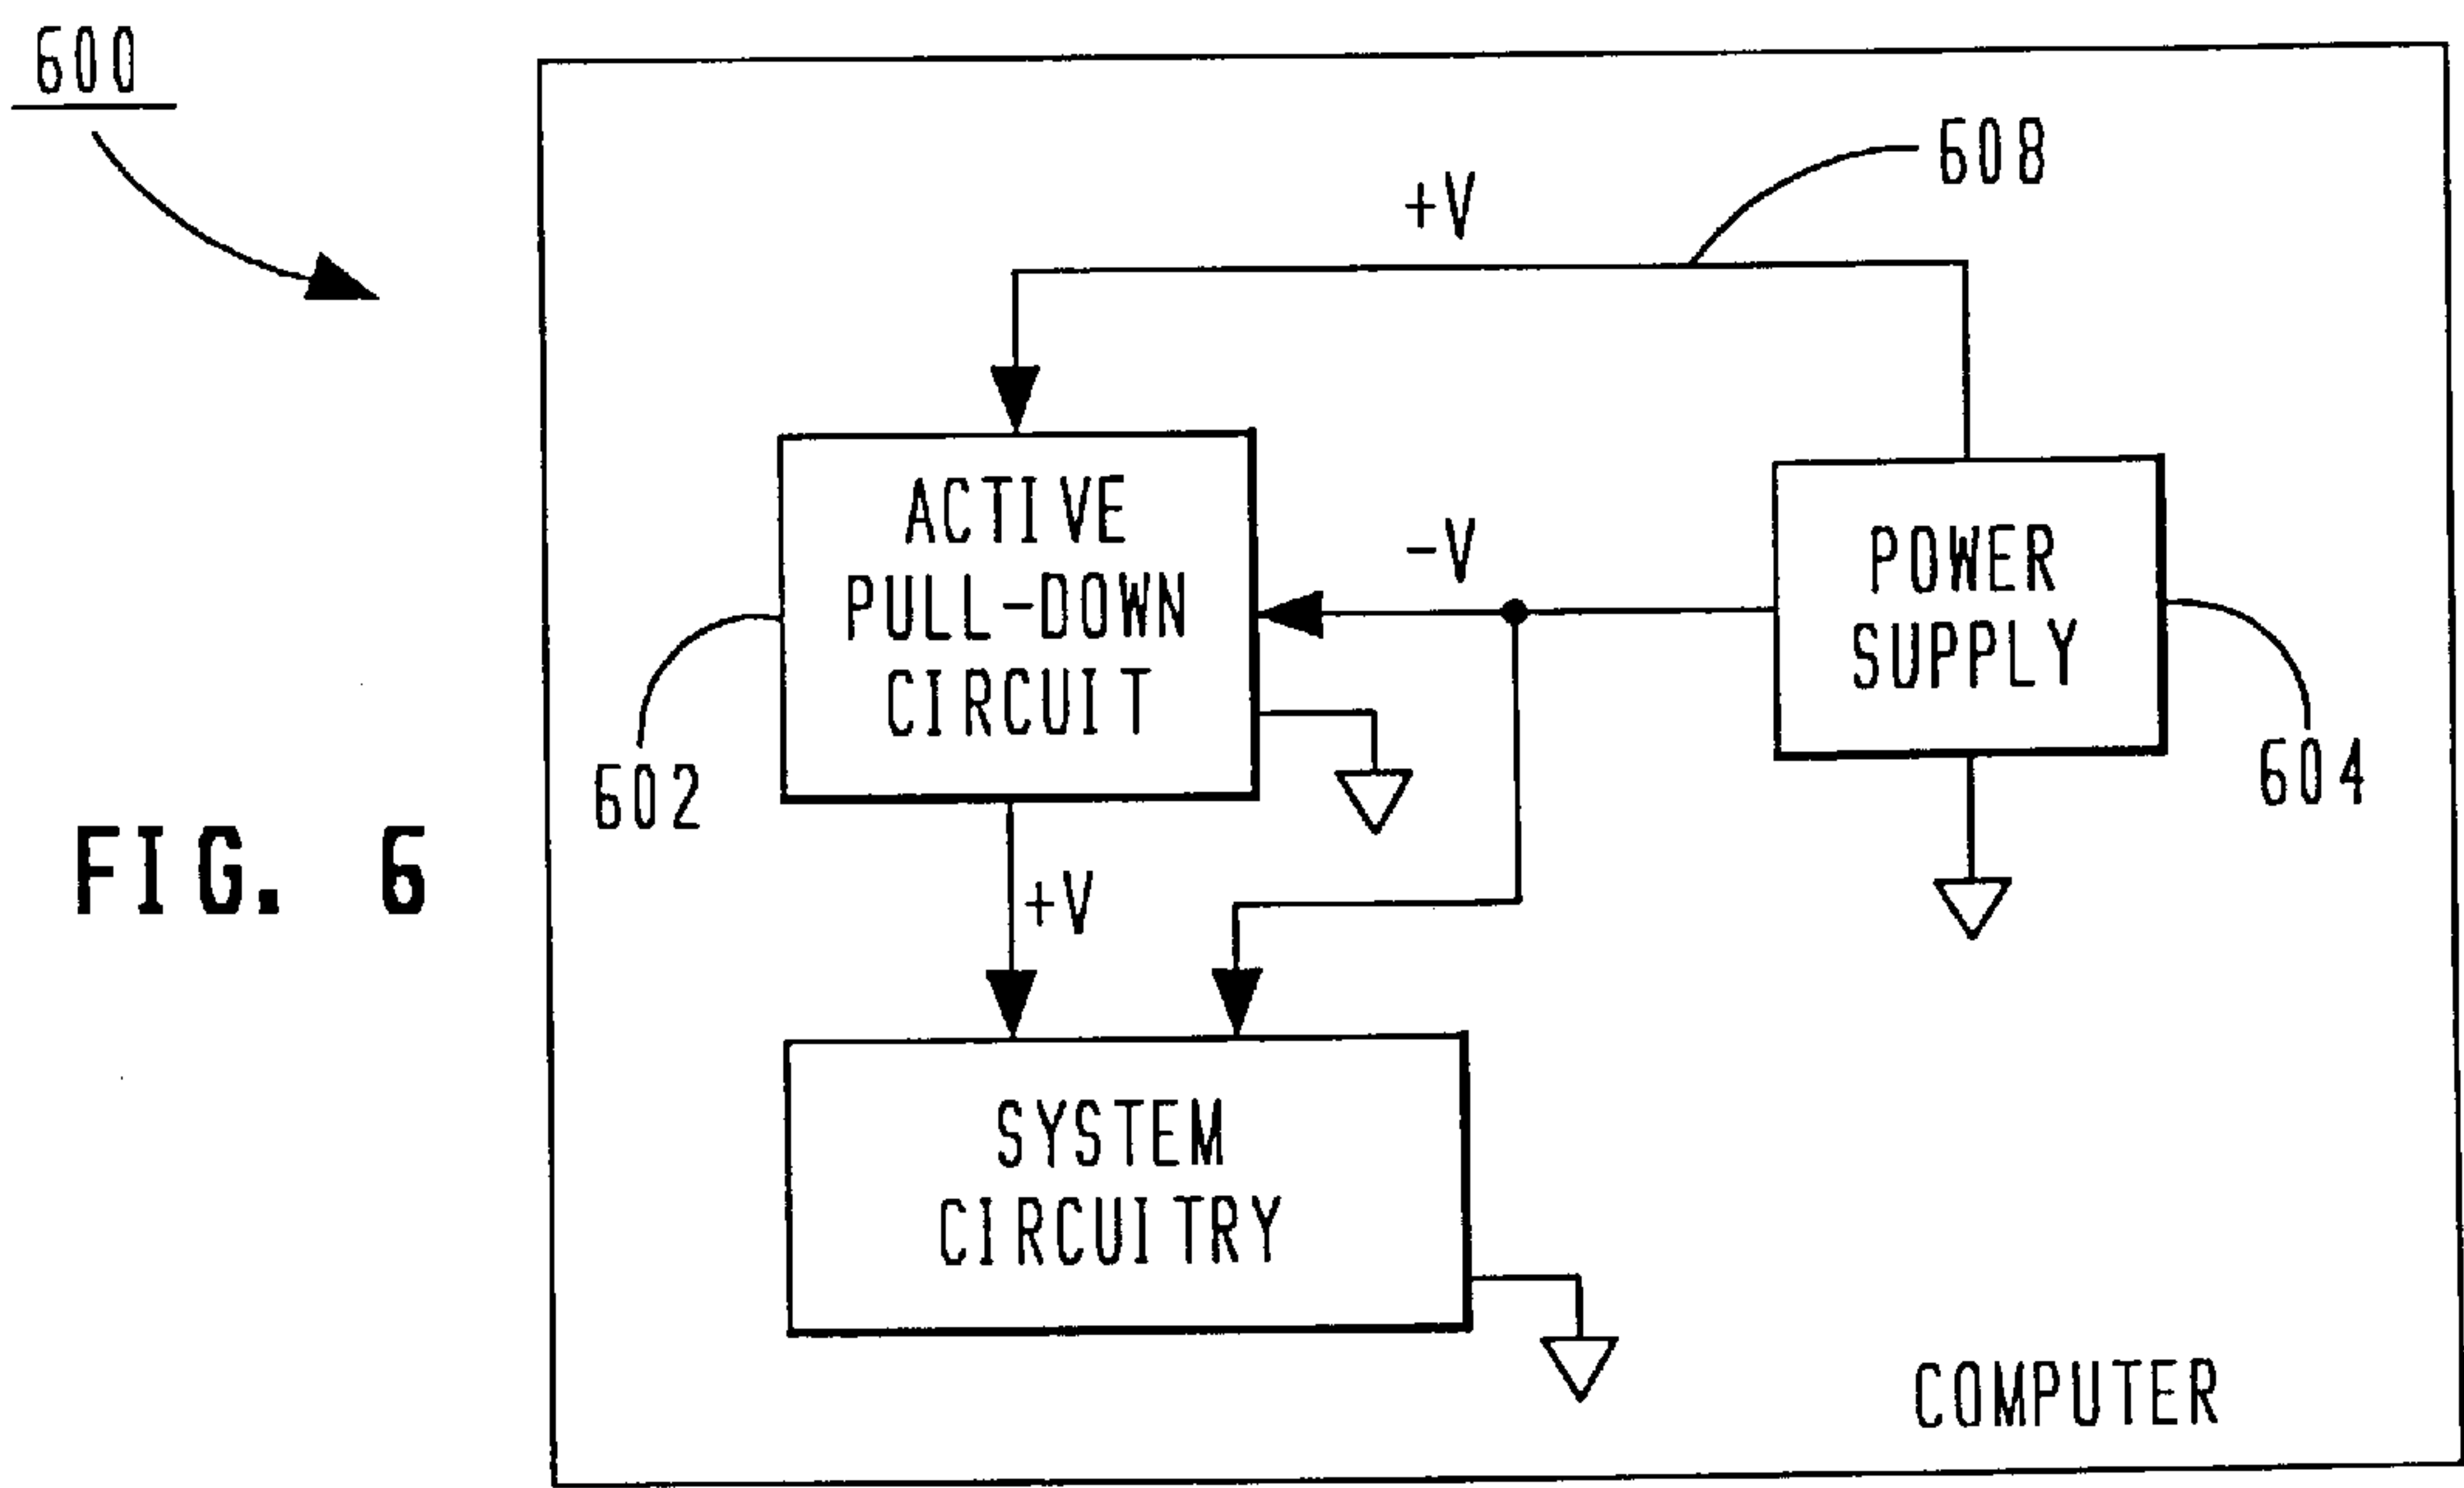 600
608
+V
ACTIVE
PULL-DOWN
CIRCUIT
-V
POWER
SUPPLY
602
604
FIG. 6
+V
SYSTEM
CIRCUITRY
COMPUTER